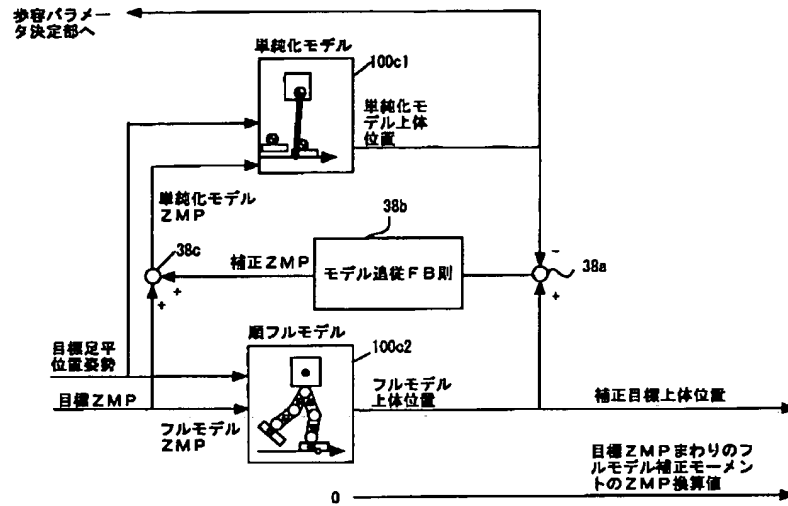 歩容パラメー
タ決定部へ
単純化モデル
100c1
単純化モ
デル上体
位置
単純化モデル
ZMP
38b
38c
補正ZMP
モデル追従FB則
38a
−
+
+
+
順フルモデル
100c2
目標足平
位置姿勢
フルモデル
上体位置
目標ZMP
補正目標上体位置
フルモデル
ZMP
目標ZMPまわりのフ
ルモデル補正モーメン
トのZMP換算値
0